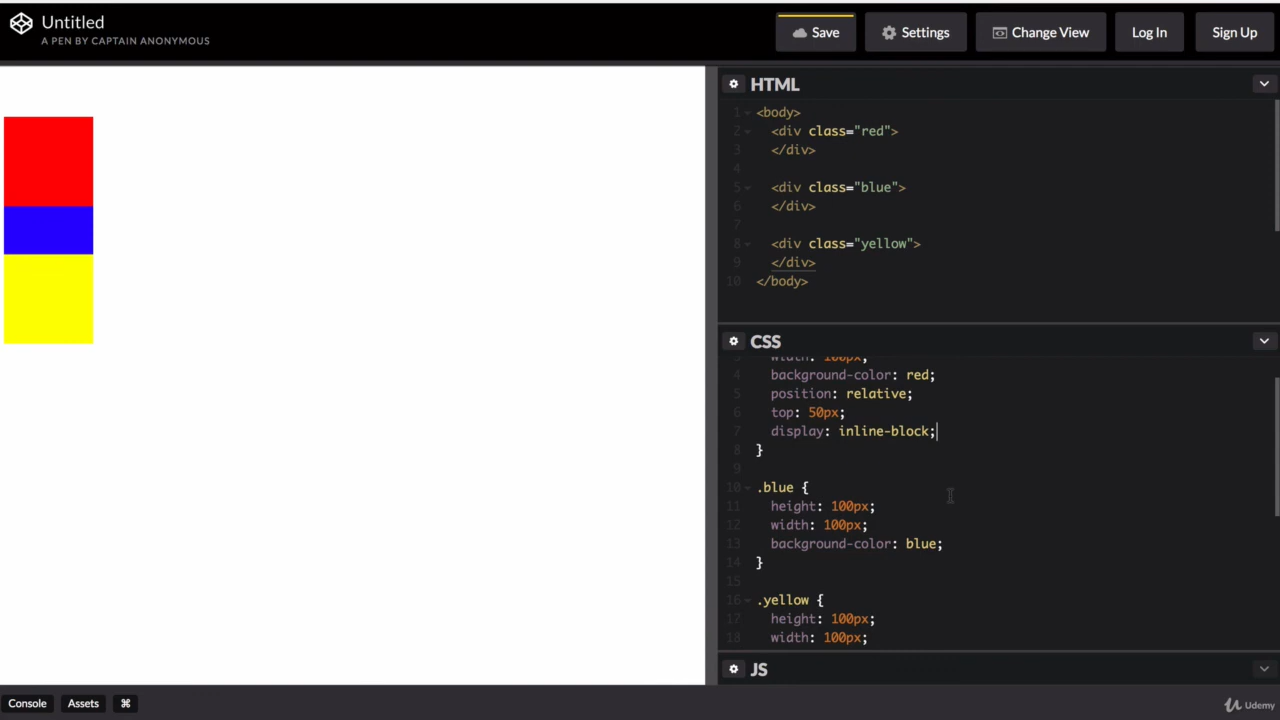 Untitled
A PEN BY CAPTAIN ANONYMOUS
Save
Settings
Change View
Log In
Sign Up
HTML
1 <body>
2 <div class="red">
3 </div>
4
5 <div class="blue">
6 </div>
7
8 <div class="yellow">
9 </div>
10 </body>
CSS
3 width: 100px;
4 background-color: red;
5 position: relative;
6 top: 50px;
7 display: inline-block;
8 }
9
10 .blue {
11 height: 100px;
12 width: 100px;
13 background-color: blue;
14 }
15
16 .yellow {
17 height: 100px;
18 width: 100px;
JS
Console
Assets
⌘
Udemy